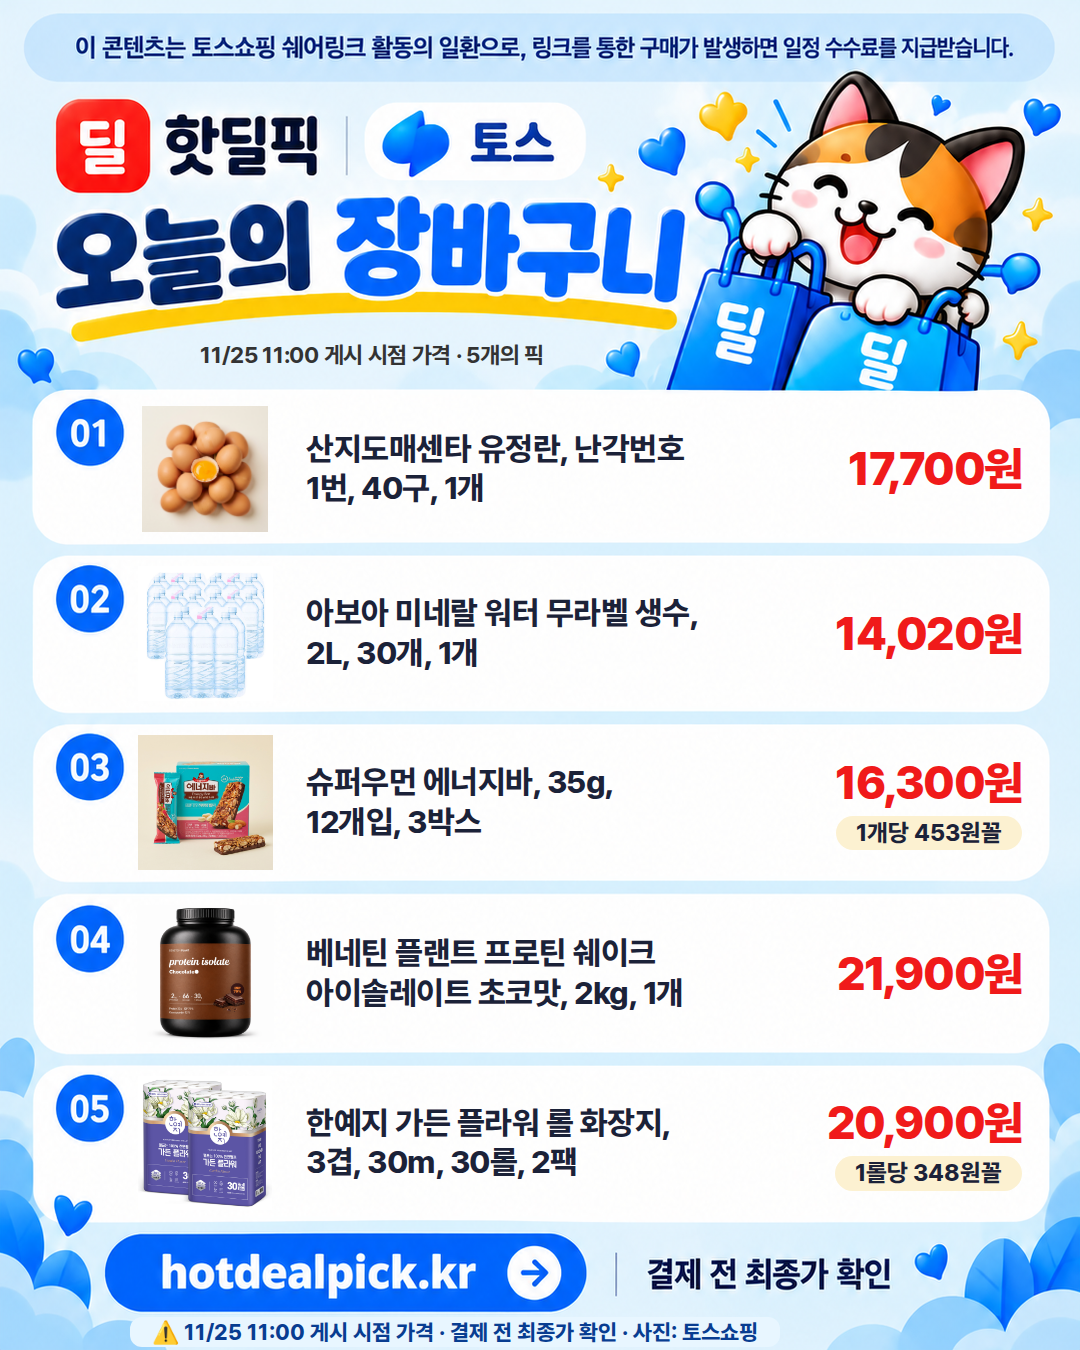 이 콘텐츠는 토스쇼핑 쉐어링크 활동의 일환으로, 링크를 통한 구매가 발생하면 일정 수수료를 지급받습니다.
딜 핫딜픽
토스
오늘의 장바구니
딜
딜
11/25 11:00 게시 시점 가격 · 5개의 픽
01
산지도매센타 유정란, 난각번호
1번, 40구, 1개
17,700원
02
아보아 미네랄 워터 무라벨 생수,
2L, 30개, 1개
14,020원
03
에너지바
슈퍼우먼 에너지바, 35g,
12개입, 3박스
16,300원
1개당 453원꼴
04
protein isolate
Chocolate
베네틴 플랜트 프로틴 쉐이크
아이솔레이트 초코맛, 2kg, 1개
21,900원
05
가든 플라워
30
한예지 가든 플라워 롤 화장지,
3겹, 30m, 30롤, 2팩
20,900원
1롤당 348원꼴
hotdealpick.kr
결제 전 최종가 확인
⚠️ 11/25 11:00 게시 시점 가격 · 결제 전 최종가 확인 · 사진: 토스쇼핑